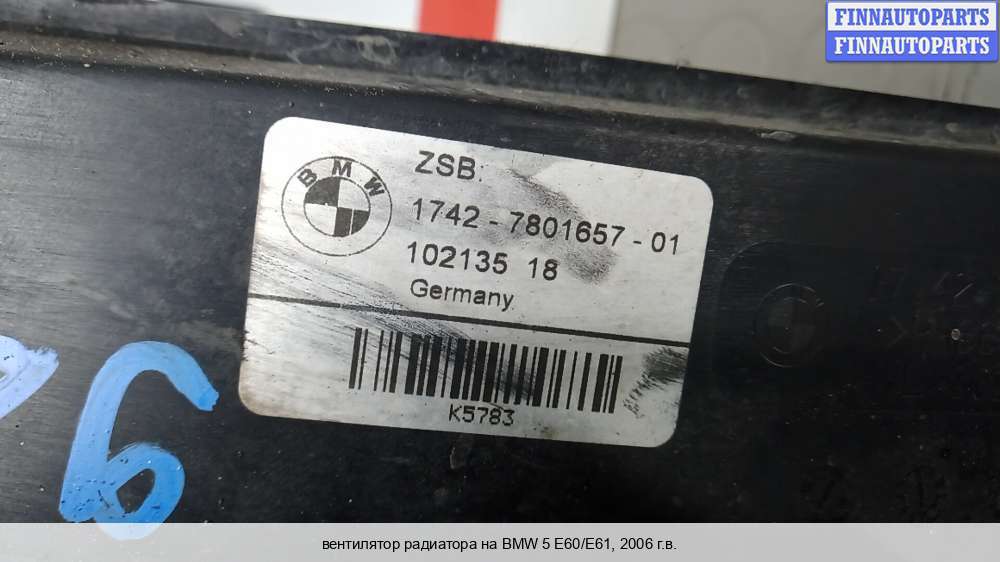 FINNAUTOPARTS
FINNAUTOPARTS
BMW
ZSB.
1742 - 7801657 - 01
102135 18
Germany
K5783
6
вентилятор радиатора на BMW 5 E60/E61, 2006 г.в.